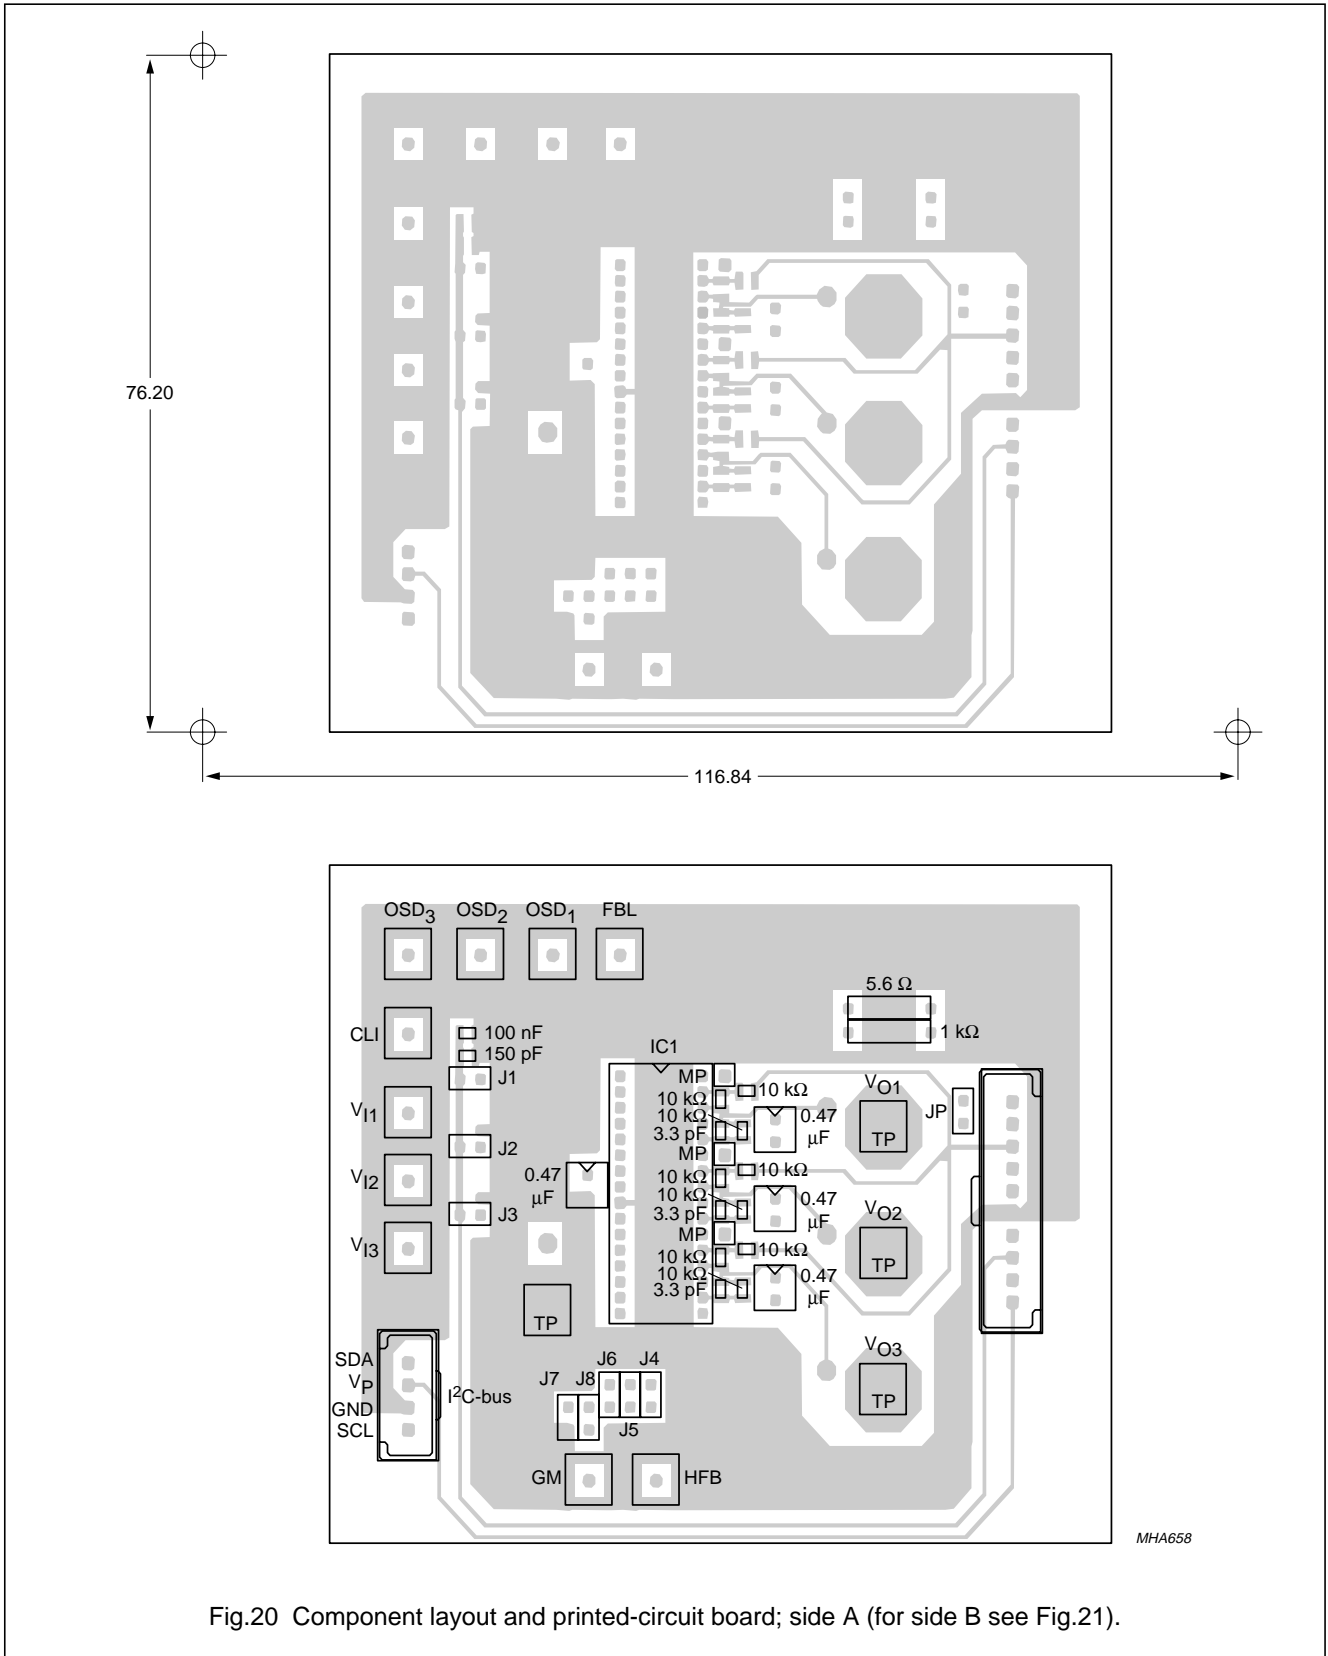 76.20
116.84
OSD3 OSD2 OSD1 FBL
5.6 Ω
CLI
100 nF
1 kΩ
150 pF
IC1
J1
MP
10 kΩ
VO1
10 kΩ
VI1
10 kΩ
0.47
μF
JP
3.3 pF
TP
J2
MP
0.47
μF
10 kΩ
10 kΩ
VI2
10 kΩ
0.47
μF
3.3 pF
J3
VO2
MP
VI3
10 kΩ
10 kΩ
TP
10 kΩ
0.47
μF
3.3 pF
TP
VO3
SDA
VP
GND
SCL
I2C-bus
J7 J8 J6 J4
J5
TP
GM
HFB
MHA658
Fig.20 Component layout and printed-circuit board; side A (for side B see Fig.21).